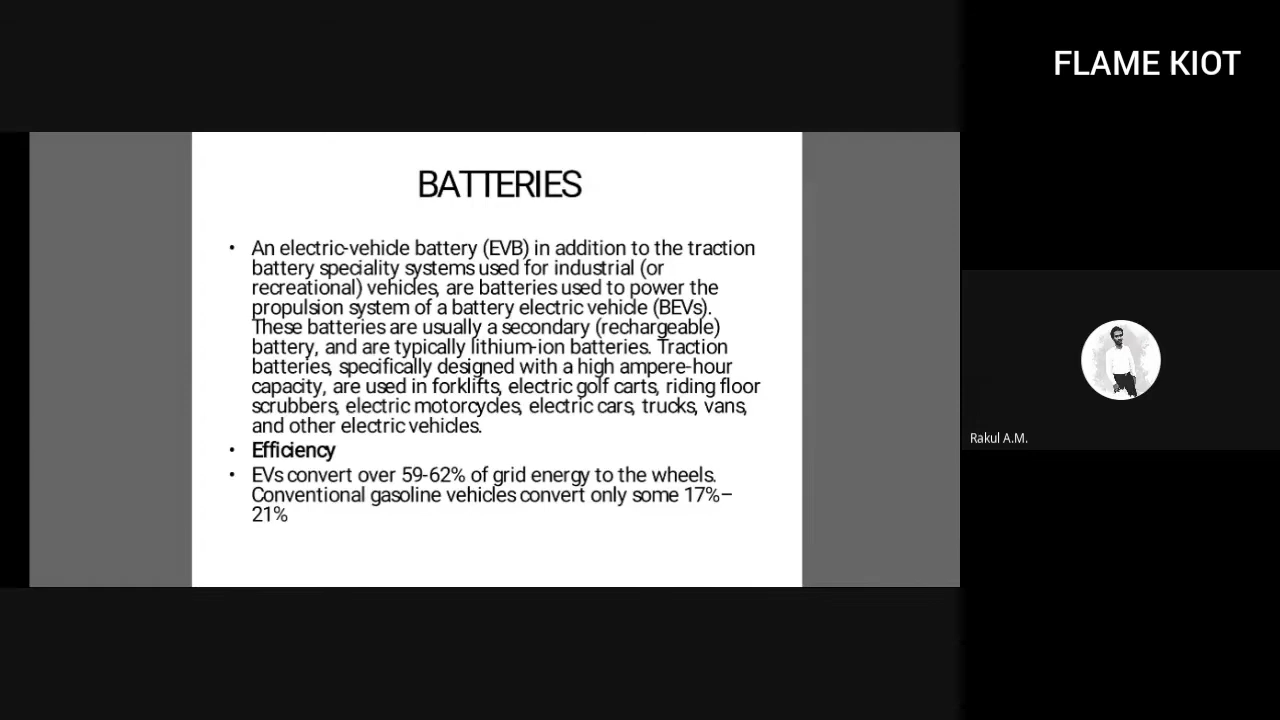 FLAME KIOT
BATTERIES
• An electric-vehicle battery (EVB) in addition to the traction
battery speciality systems used for industrial (or
recreational) vehicles, are batteries used to power the
propulsion system of a battery electric vehicle (BEVs).
These batteries are usually a secondary (rechargeable)
battery, and are typically lithium-ion batteries. Traction
batteries, specifically designed with a high ampere-hour
capacity, are used in forklifts, electric golf carts, riding floor
scrubbers, electric motorcycles, electric cars, trucks, vans,
and other electric vehicles.
• Efficiency
• EVs convert over 59-62% of grid energy to the wheels.
Conventional gasoline vehicles convert only some 17%–
21%
Rakul A.M.